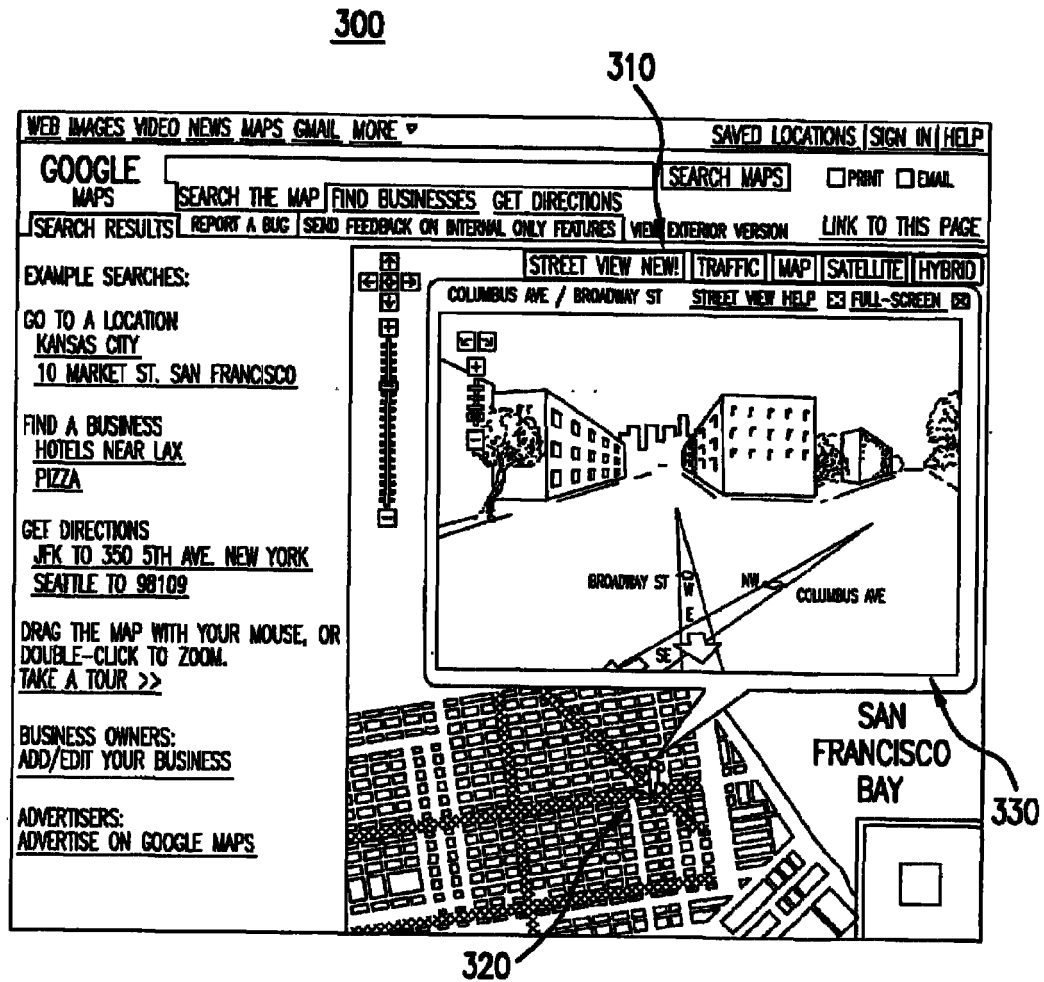 300
310
WEB IMAGES VIDEO NEWS MAPS GMAIL MORE
SAVED LOCATIONS | SIGN IN | HELP
GOOGLE
MAPS
SEARCH MAPS
PRINT EMAIL
SEARCH THE MAP FIND BUSINESSES GET DIRECTIONS
SEARCH RESULTS REPORT A BUG SEND FEEDBACK ON INTERNAL ONLY FEATURES VIEW EXTERIOR VERSION LINK TO THIS PAGE
STREET VIEW NEW! TRAFFIC MAP SATELLITE HYBRID
COLUMBUS AVE / BROADWAY ST STREET VIEW HELP FULL-SCREEN
EXAMPLE SEARCHES:
GO TO A LOCATION
KANSAS CITY
10 MARKET ST. SAN FRANCISCO
FIND A BUSINESS
HOTELS NEAR LAX
PIZZA
GET DIRECTIONS
JFK TO 350 5TH AVE. NEW YORK
SEATTLE TO 98109
DRAG THE MAP WITH YOUR MOUSE, OR
DOUBLE-CLICK TO ZOOM.
TAKE A TOUR >>
BUSINESS OWNERS:
ADD/EDIT YOUR BUSINESS
ADVERTISERS:
ADVERTISE ON GOOGLE MAPS
BROADWAY ST
W
E
NW
COLUMBUS AVE
SE
SAN
FRANCISCO
BAY
330
320